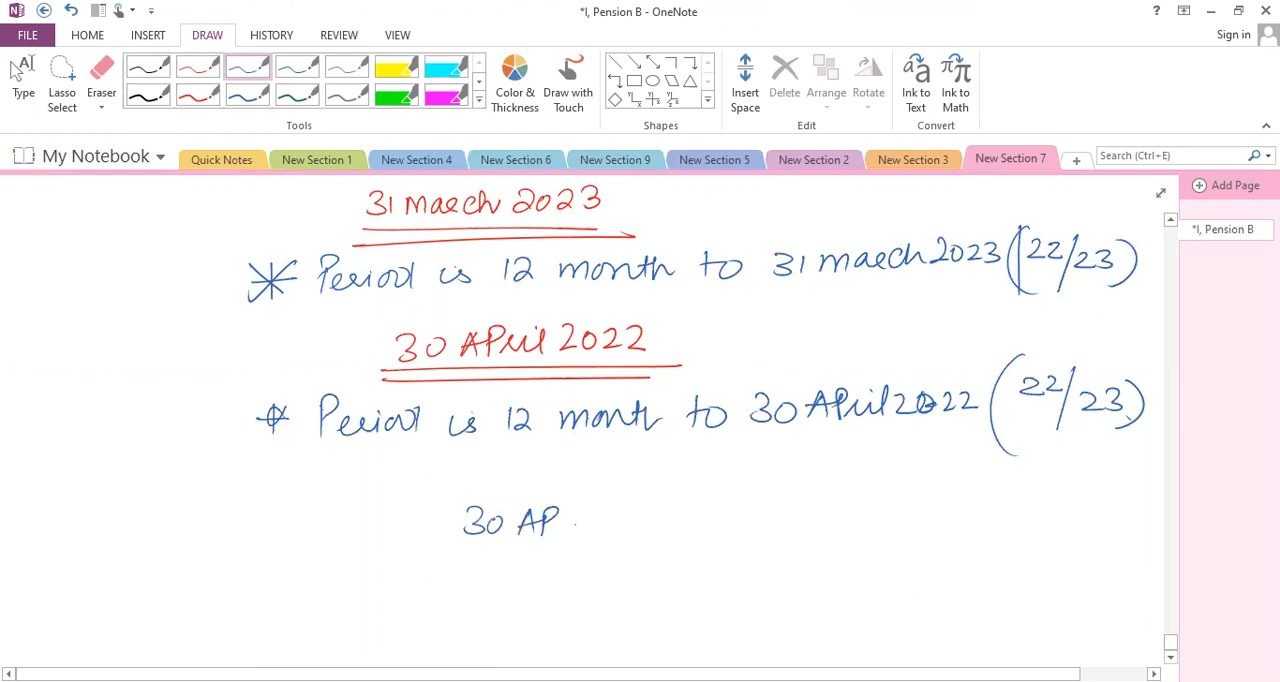 *I, Pension B - OneNote
FILE HOME INSERT DRAW HISTORY REVIEW VIEW Sign in
Type Lasso Select Eraser Color & Thickness Draw with Touch Insert Space Delete Arrange Rotate Ink to Text Ink to Math
Tools Shapes Edit Convert
My Notebook Quick Notes New Section 1 New Section 4 New Section 6 New Section 9 New Section 5 New Section 2 New Section 3 New Section 7 Search (Ctrl+E)
Add Page
*I, Pension B
31 March 2023
* Period is 12 month to 31 march 2023 (22/23)
30 APril 2022
* Period is 12 month to 30 APril 2022 (22/23)
30 AP